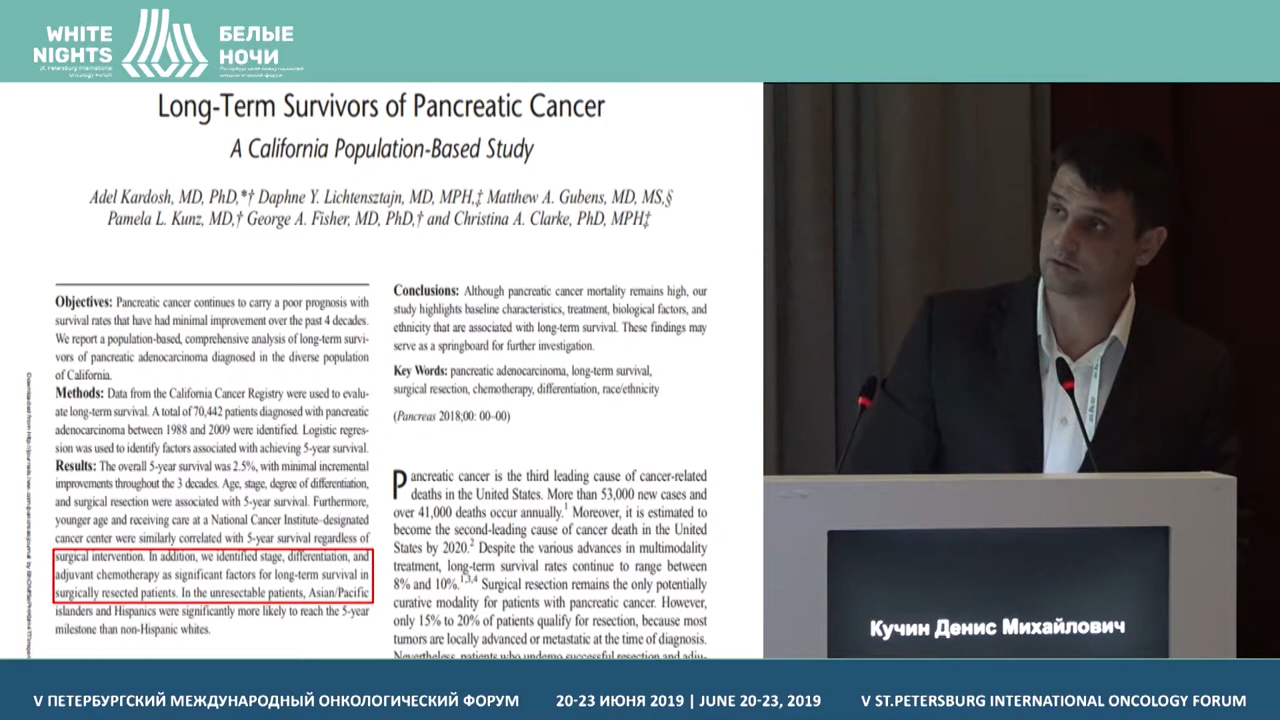 WHITE
NIGHTS
St. Petersburg International
Oncology Forum
БЕЛЫЕ
НОЧИ
Long-Term Survivors of Pancreatic Cancer
A California Population-Based Study
Adel Kardosh, MD, PhD,*† Daphne Y. Lichtensztajn, MD, MPH,‡ Matthew A. Gubens, MD, MS,§
Pamela L. Kunz, MD,† George A. Fisher, MD, PhD,† and Christina A. Clarke, PhD, MPH‡
Objectives: Pancreatic cancer continues to carry a poor prognosis with
survival rates that have had minimal improvement over the past 4 decades.
We report a population-based, comprehensive analysis of long-term survi-
vors of pancreatic adenocarcinoma diagnosed in the diverse population
of California.
Methods: Data from the California Cancer Registry were used to evalu-
ate long-term survival. A total of 70,442 patients diagnosed with pancreatic
adenocarcinoma between 1988 and 2009 were identified. Logistic regres-
sion was used to identify factors associated with achieving 5-year survival.
Results: The overall 5-year survival was 2.5%, with minimal incremental
improvements throughout the 3 decades. Age, stage, degree of differentiation,
and surgical resection were associated with 5-year survival. Furthermore,
younger age and receiving care at a National Cancer Institute–designated
cancer center were similarly correlated with 5-year survival regardless of
surgical intervention. In addition, we identified stage, differentiation, and
adjuvant chemotherapy as significant factors for long-term survival in
surgically resected patients. In the unresectable patients, Asian/Pacific
islanders and Hispanics were significantly more likely to reach the 5-year
milestone than non-Hispanic whites.
Conclusions: Although pancreatic cancer mortality remains high, our
study highlights baseline characteristics, treatment, biological factors, and
ethnicity that are associated with long-term survival. These findings may
serve as a springboard for further investigation.
Key Words: pancreatic adenocarcinoma, long-term survival,
surgical resection, chemotherapy, differentiation, race/ethnicity
(Pancreas 2018;00: 00–00)
Pancreatic cancer is the third leading cause of cancer-related
deaths in the United States. More than 53,000 new cases and
over 41,000 deaths occur annually.1 Moreover, it is estimated to
become the second-leading cause of cancer death in the United
States by 2020.2 Despite the various advances in multimodality
treatment, long-term survival rates continue to range between
8% and 10%.1,3,4 Surgical resection remains the only potentially
curative modality for patients with pancreatic cancer. However,
only 15% to 20% of patients qualify for resection, because most
tumors are locally advanced or metastatic at the time of diagnosis.
Nevertheless, patients who undergo successful resection and adju-
Кучин Денис Михайлович
V ПЕТЕРБУРГСКИЙ МЕЖДУНАРОДНЫЙ ОНКОЛОГИЧЕСКИЙ ФОРУМ
20-23 ИЮНЯ 2019 | JUNE 20-23, 2019
V ST.PETERSBURG INTERNATIONAL ONCOLOGY FORUM